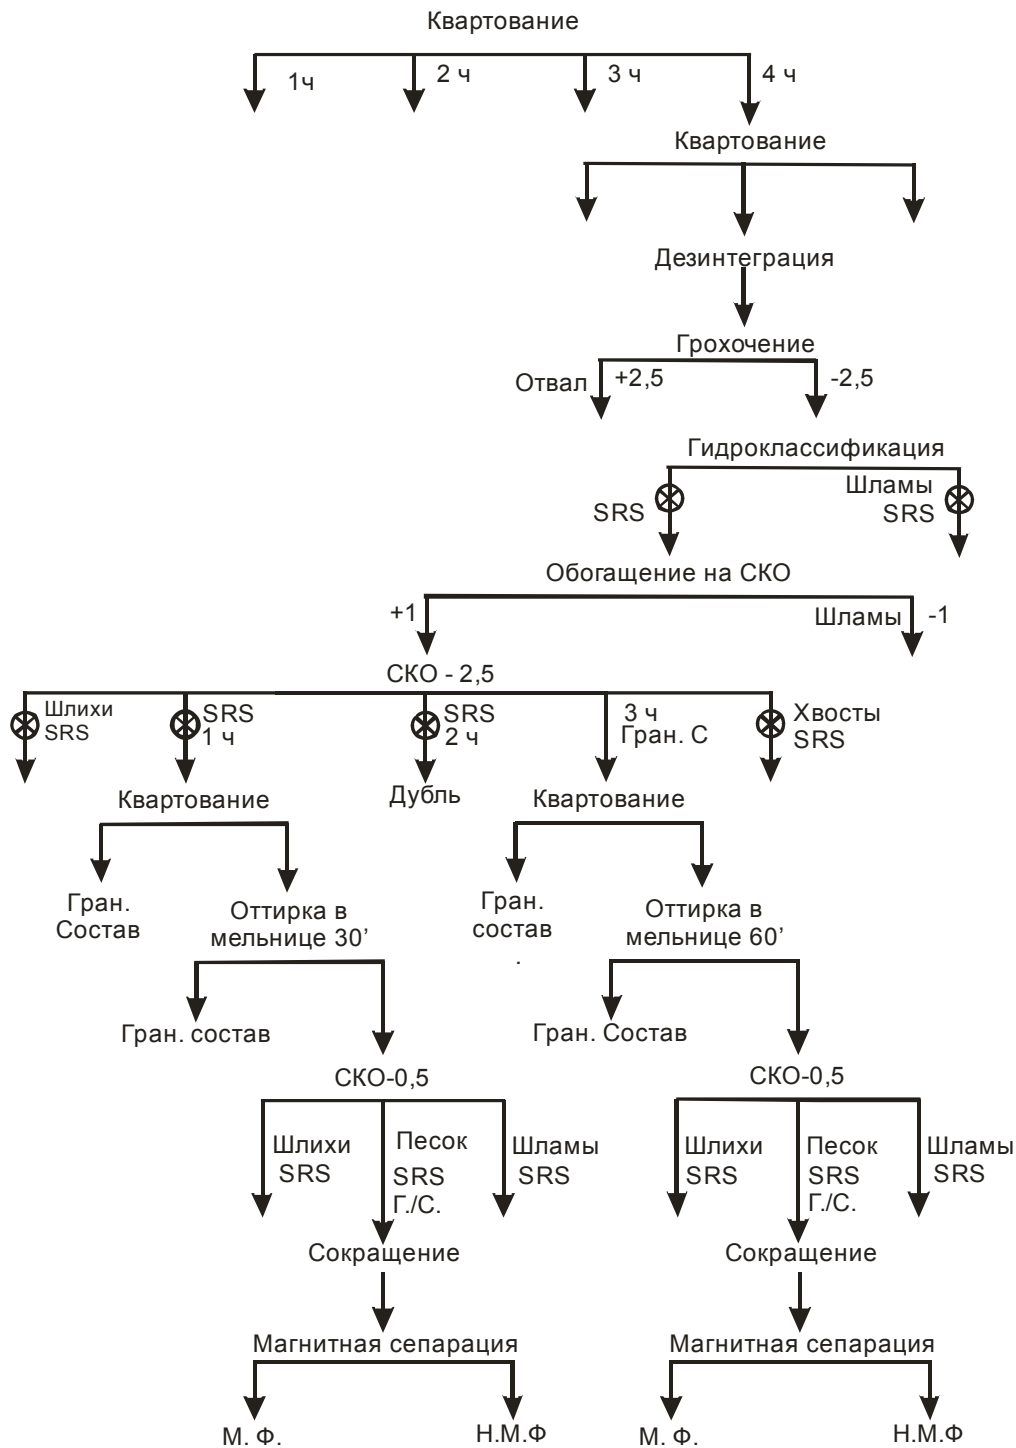 Квартование
1ч
2 ч
3 ч
4 ч
Квартование
Дезинтеграция
Грохочение
Отвал
+2,5
-2,5
Гидроклассификация
SRS
Шламы
SRS
Обогащение на СКО
+1
Шламы
-1
СКО - 2,5
Шлихи
SRS
SRS
1 ч
SRS
2 ч
3 ч
Гран. С
Хвосты
SRS
Дубль
Квартование
Квартование
Гран.
Состав
Оттирка в
мельнице 30’
Гран.
состав
.
Оттирка в
мельнице 60’
Гран. состав
Гран. Состав
СКО-0,5
СКО-0,5
Шлихи
SRS
Песок
SRS
Г./С.
Шламы
SRS
Шлихи
SRS
Песок
SRS
Г./С.
Шламы
SRS
Сокращение
Сокращение
Магнитная сепарация
Магнитная сепарация
М. Ф.
Н.М.Ф
М. Ф.
Н.М.Ф